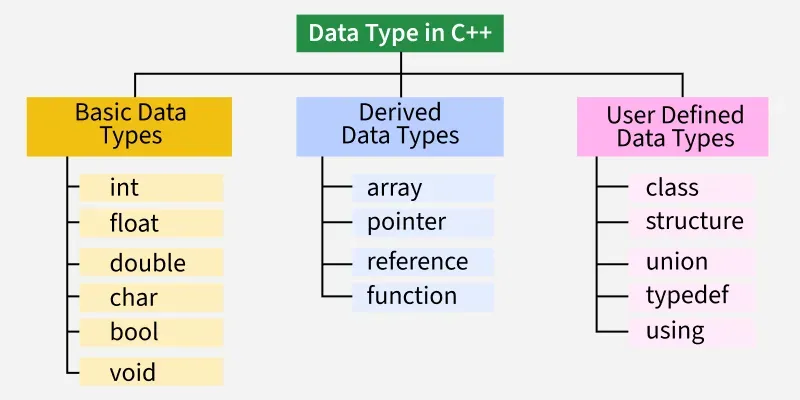 Data Type in C++
Basic Data
Types
int
float
double
char
bool
void
Derived
Data Types
array
pointer
reference
function
User Defined
Data Types
class
structure
union
typedef
using